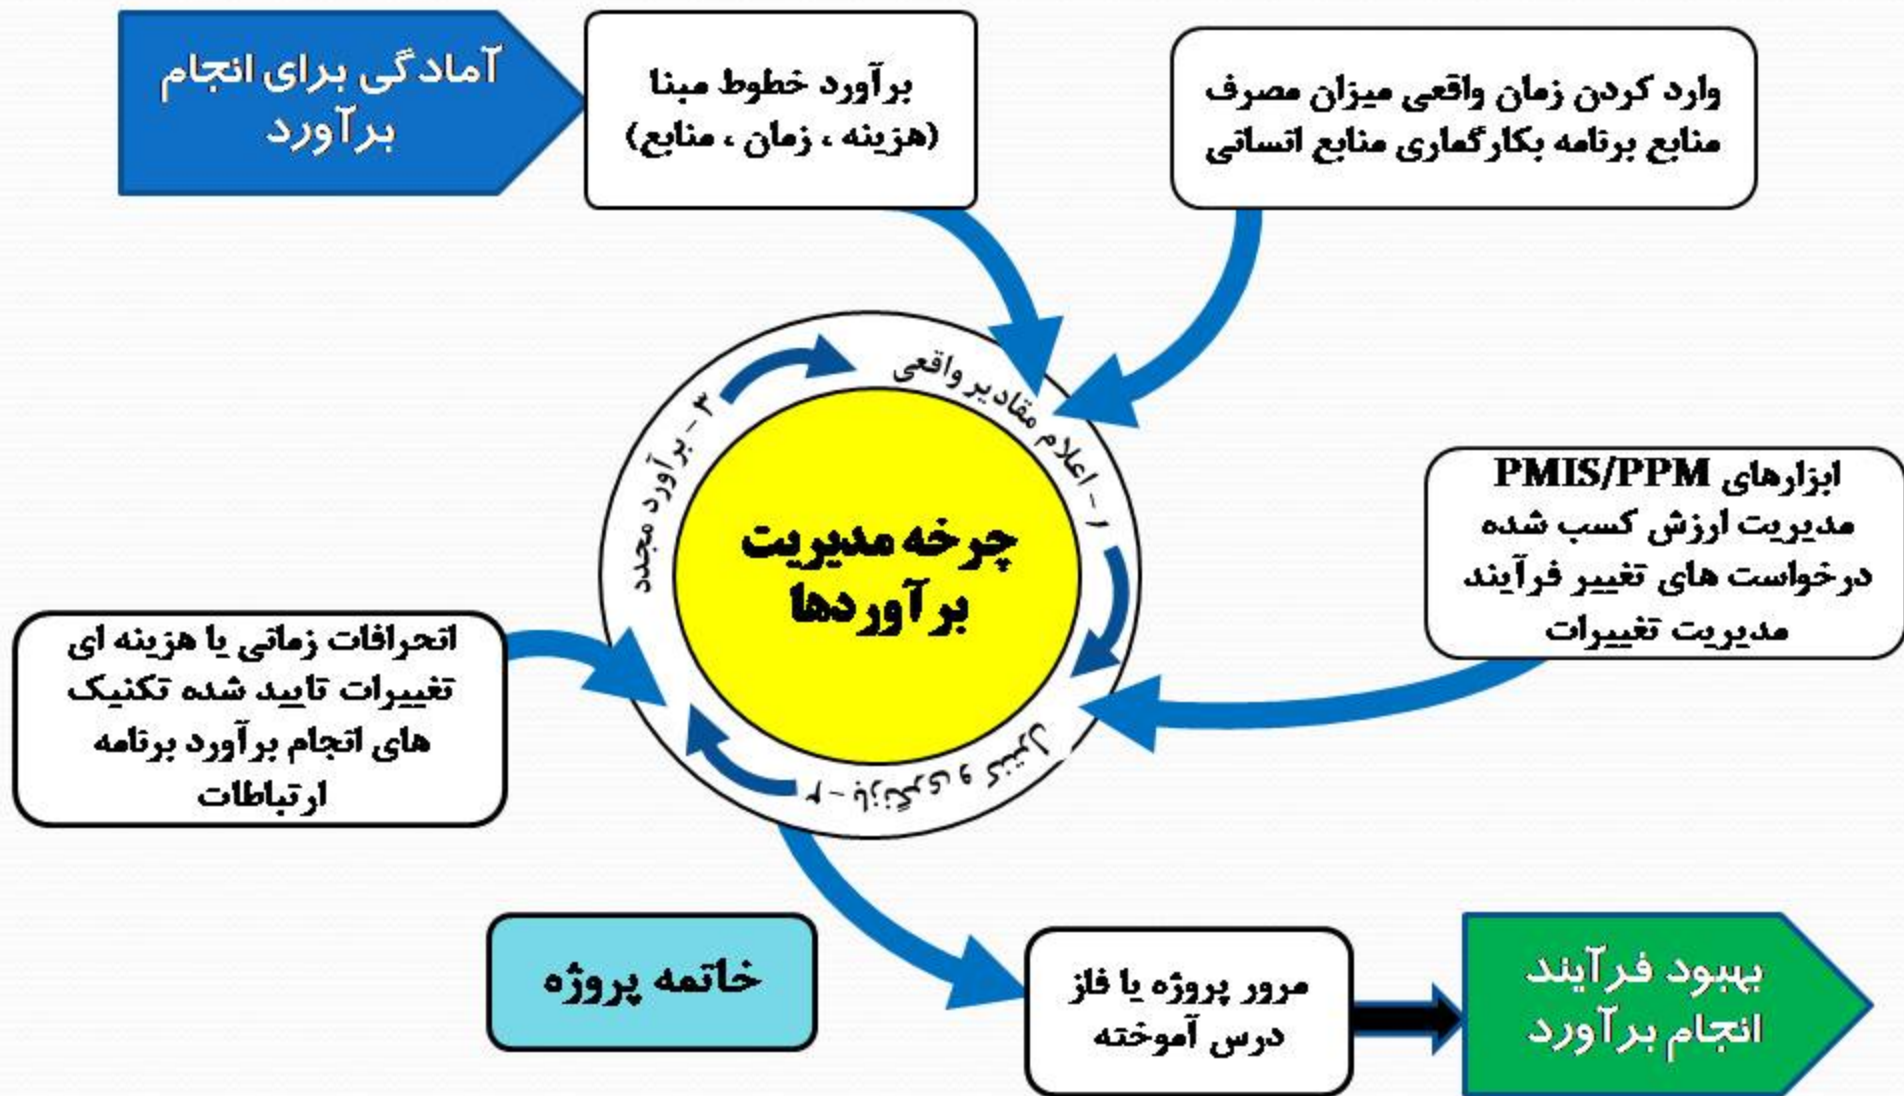 آمادگی برای انجام
برآورد
برآورد خطوط مبنا
(هزینه ، زمان ، منابع)
وارد کردن زمان واقعی میزان مصرف
منابع برنامه بکارگماری منابع انسانی
۱- اعلام مقادیر واقعی
۲- بازنگری و کنترل
۳- برآورد مجدد
چرخه مدیریت
برآوردها
ابزارهای PMIS/PPM
مدیریت ارزش کسب شده
درخواست های تغییر فرآیند
مدیریت تغییرات
انحرافات زمانی یا هزینه ای
تغییرات تایید شده تکنیک
های انجام برآورد برنامه
ارتباطات
خاتمه پروژه
مرور پروژه یا فاز
درس آموخته
بهبود فرآیند
انجام برآورد